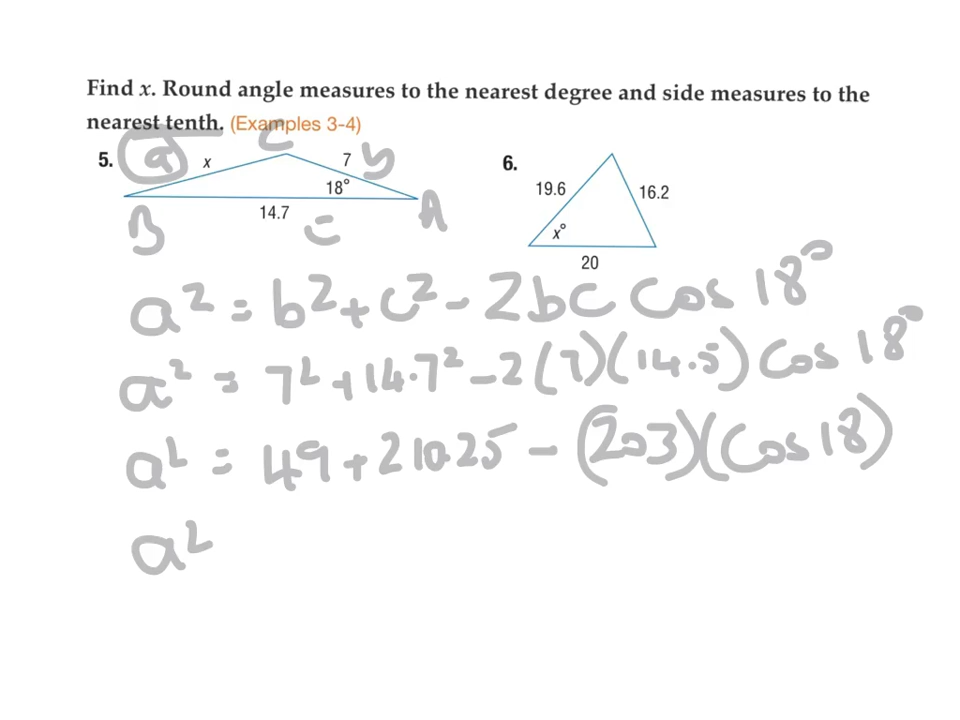 Find x. Round angle measures to the nearest degree and side measures to the
nearest tenth. (Examples 3-4)
5. a x C 7 b
18°
B 14.7 C A
6. 19.6 16.2
x°
20
a² = b² + c² - 2bc cos 18°
a² = 7² + 14.7² - 2(7)(14.5) cos 18°
a² = 49 + 210.25 - (203)(cos 18)
a²